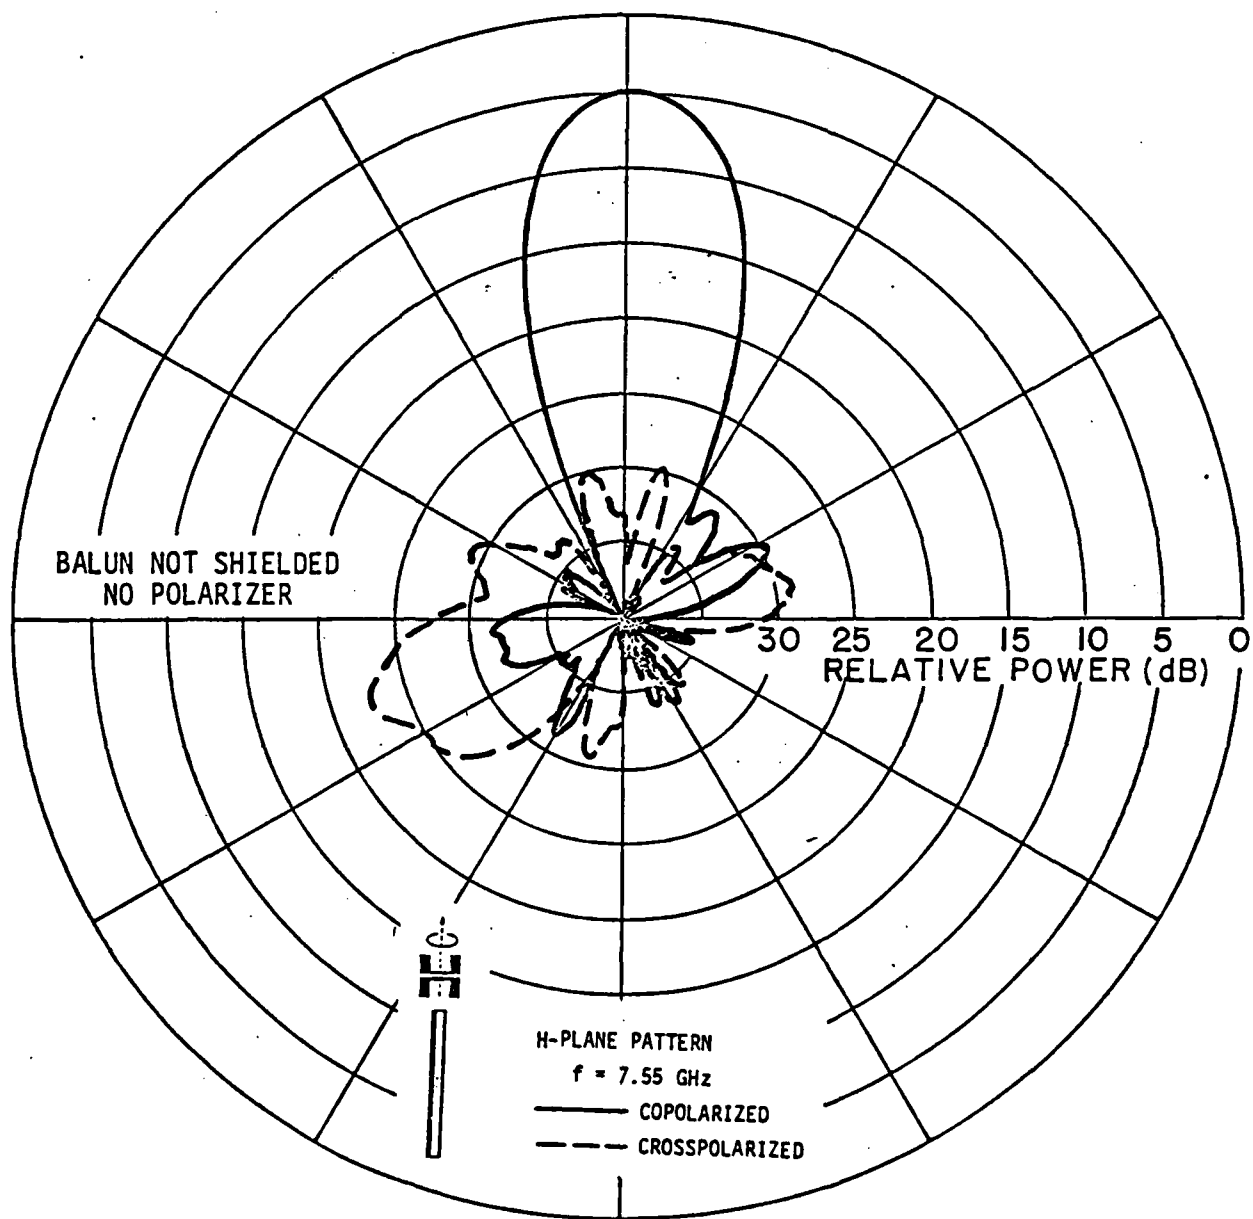 BALUN NOT SHIELDED
NO POLARIZER
30 25 20 15 10 5 0
RELATIVE POWER (dB)
H-PLANE PATTERN
f = 7.55 GHz
COPOLARIZED
CROSSPOLARIZED